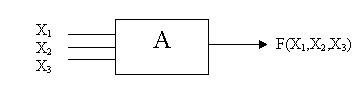 X₁
X₂
X₃
A
F(X₁,X₂,X₃)